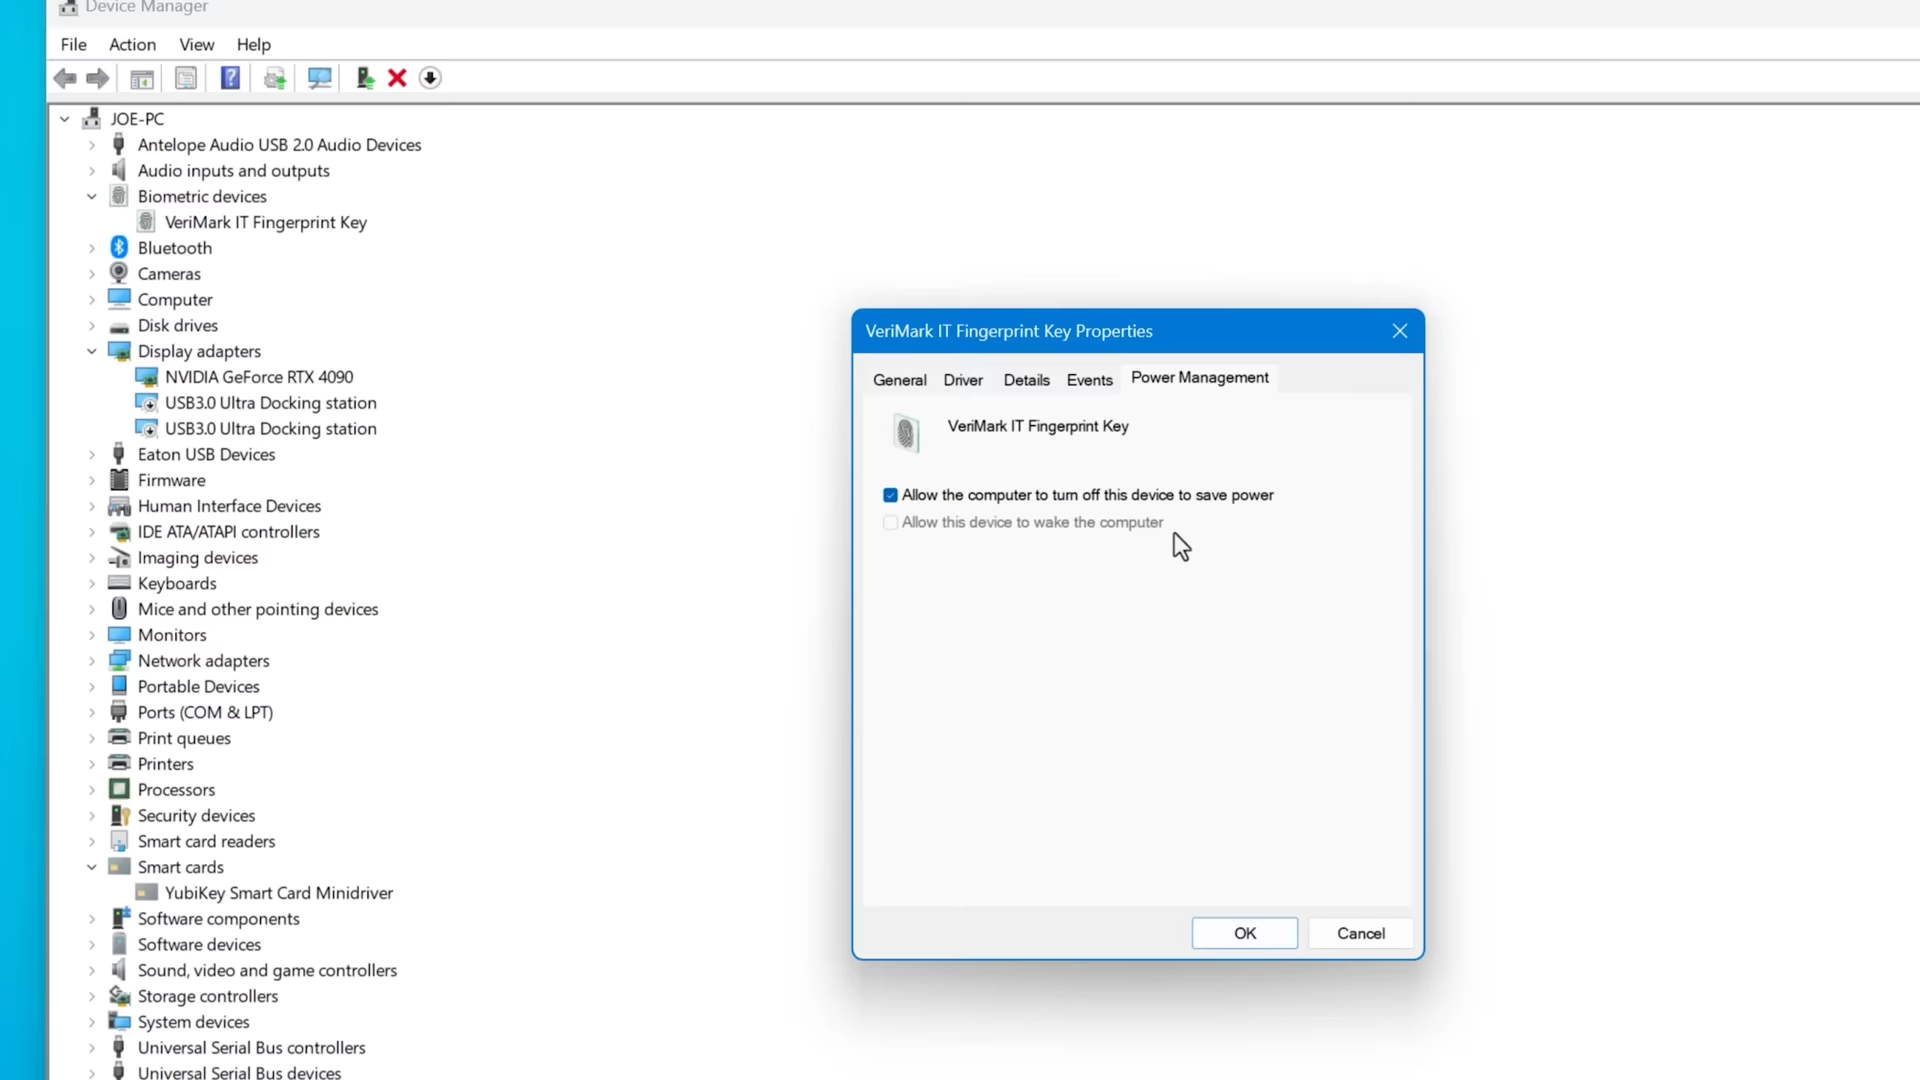 Device Manager
File Action View Help
JOE-PC
Antelope Audio USB 2.0 Audio Devices
Audio inputs and outputs
Biometric devices
VeriMark IT Fingerprint Key
Bluetooth
Cameras
Computer
Disk drives
Display adapters
NVIDIA GeForce RTX 4090
USB3.0 Ultra Docking station
USB3.0 Ultra Docking station
Eaton USB Devices
Firmware
Human Interface Devices
IDE ATA/ATAPI controllers
Imaging devices
Keyboards
Mice and other pointing devices
Monitors
Network adapters
Portable Devices
Ports (COM & LPT)
Print queues
Printers
Processors
Security devices
Smart card readers
Smart cards
YubiKey Smart Card Minidriver
Software components
Software devices
Sound, video and game controllers
Storage controllers
System devices
Universal Serial Bus controllers
Universal Serial Bus devices
VeriMark IT Fingerprint Key Properties
General Driver Details Events Power Management
VeriMark IT Fingerprint Key
Allow the computer to turn off this device to save power
Allow this device to wake the computer
OK Cancel